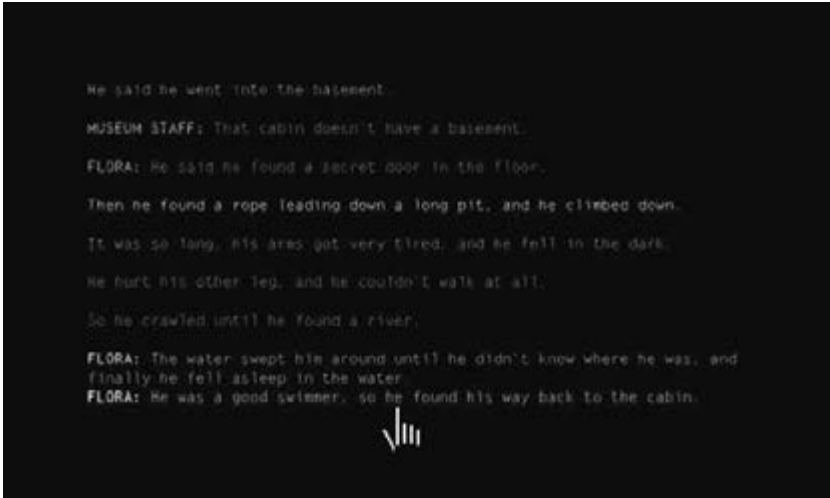 He said he went into the basement.
MUSEUM STAFF: That cabin doesn't have a basement.
FLORA: He said he found a secret door in the floor.
Then he found a rope leading down a long pit, and he climbed down.
It was so long, his arms got very tired, and he fell in the dark.
He hurt his other leg, and he couldn't walk at all.
So he crawled until he found a river.
FLORA: The water swept him around until he didn't know where he was, and
finally he fell asleep in the water.
FLORA: He was a good swimmer, so he found his way back to the cabin.